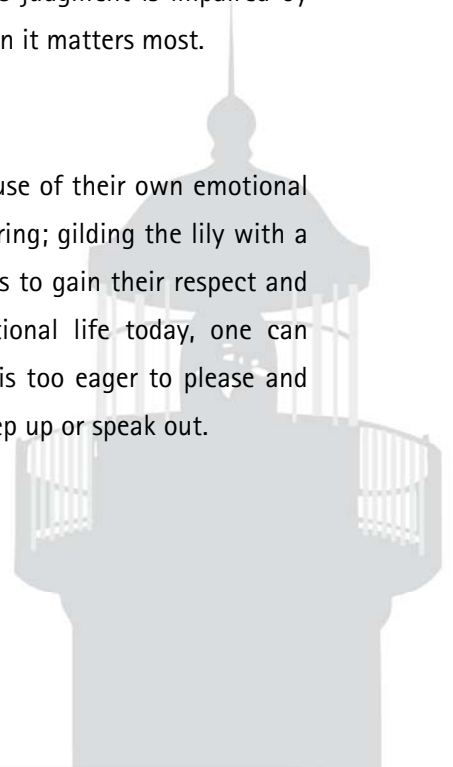 judgment is impaired by
n it matters most.
use of their own emotional
ring; gilding the lily with a
s to gain their respect and
tional life today, one can
is too eager to please and
ep up or speak out.